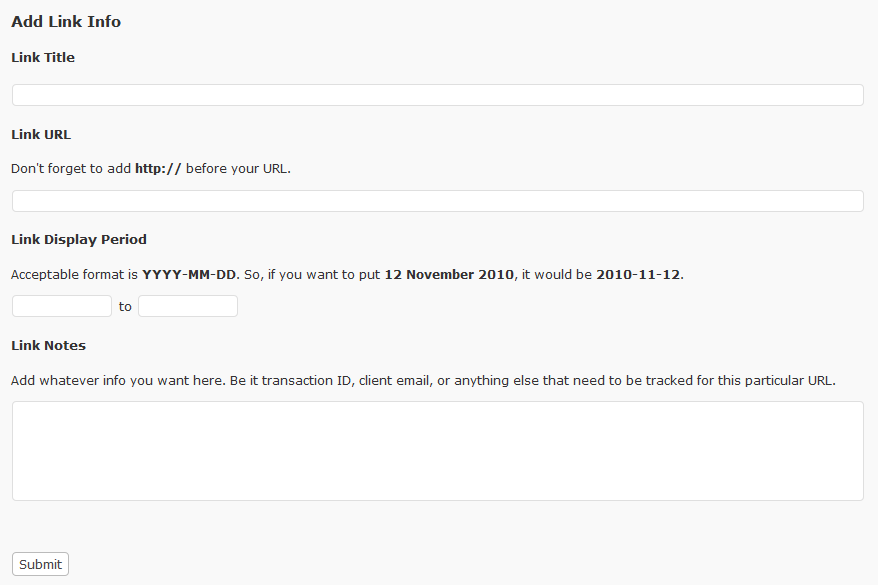 Add Link Info
Link Title
Link URL
Don't forget to add http:// before your URL.
Link Display Period
Acceptable format is YYYY-MM-DD. So, if you want to put 12 November 2010, it would be 2010-11-12.
to
Link Notes
Add whatever info you want here. Be it transaction ID, client email, or anything else that need to be tracked for this particular URL.
Submit